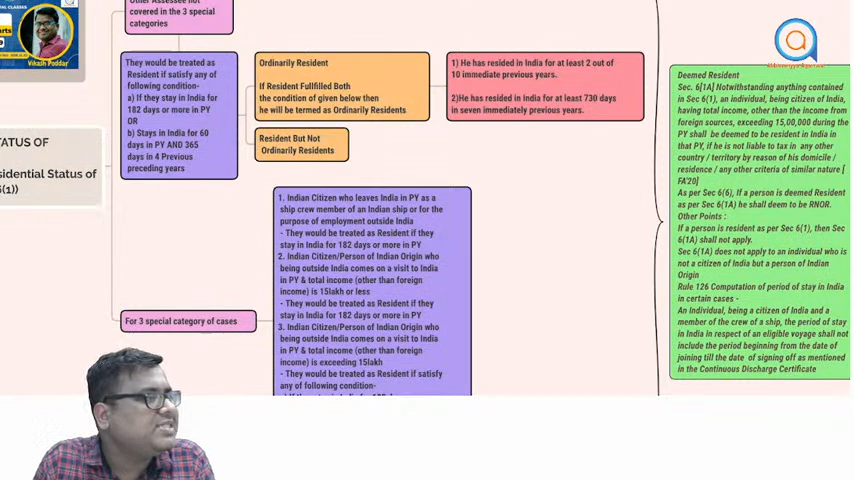 CLASSES
Vikash Poddar
Other Assessee not
covered in the 3 special
categories
They would be treated as
Resident if satisfy any of
following condition-
a) If they stay in India for
182 days or more in PY
OR
b) Stays in India for 60
days in PY AND 365
days in 4 Previous
preceding years
Ordinarily Resident
If Resident Fullfilled Both
the condition of given below then
he will be termed as Ordinarily Residents
Resident But Not
Ordinarily Residents
1) He has resided in India for at least 2 out of
10 immediate previous years.
2)He has resided in India for at least 730 days
in seven immediately previous years.
TATUS OF
sidential Status of
6(1))
For 3 special category of cases
1. Indian Citizen who leaves India in PY as a
ship crew member of an Indian ship or for the
purpose of employment outside India
- They would be treated as Resident if they
stay in India for 182 days or more in PY
2. Indian Citizen/Person of Indian Origin who
being outside India comes on a visit to India
in PY & total income (other than foreign
income) is 15lakh or less
- They would be treated as Resident if they
stay in India for 182 days or more in PY
3. Indian Citizen/Person of Indian Origin who
being outside India comes on a visit to India
in PY & total income (other than foreign
income) is exceeding 15lakh
- They would be treated as Resident if satisfy
any of following condition-
Deemed Resident
Sec. 6[1A] Notwithstanding anything contained
in Sec 6(1), an individual, being citizen of India,
having total income, other than the income from
foreign sources, exceeding 15,00,000 during the
PY shall be deemed to be resident in India in
that PY, if he is not liable to tax in any other
country / territory by reason of his domicile /
residence / any other criteria of similar nature [
FA'20]
As per Sec 6(6), If a person is deemed Resident
as per Sec 6(1A) he shall deem to be RNOR.
Other Points :
If a person is resident as per Sec 6(1), then Sec
6(1A) shall not apply.
Sec 6(1A) does not apply to an individual who is
not a citizen of India but a person of Indian
Origin
Rule 126 Computation of period of stay in India
in certain cases -
An Individual, being a citizen of India and a
member of the crew of a ship, the period of stay
in India in respect of an eligible voyage shall not
include the period beginning from the date of
joining till the date of signing off as mentioned
in the Continuous Discharge Certificate